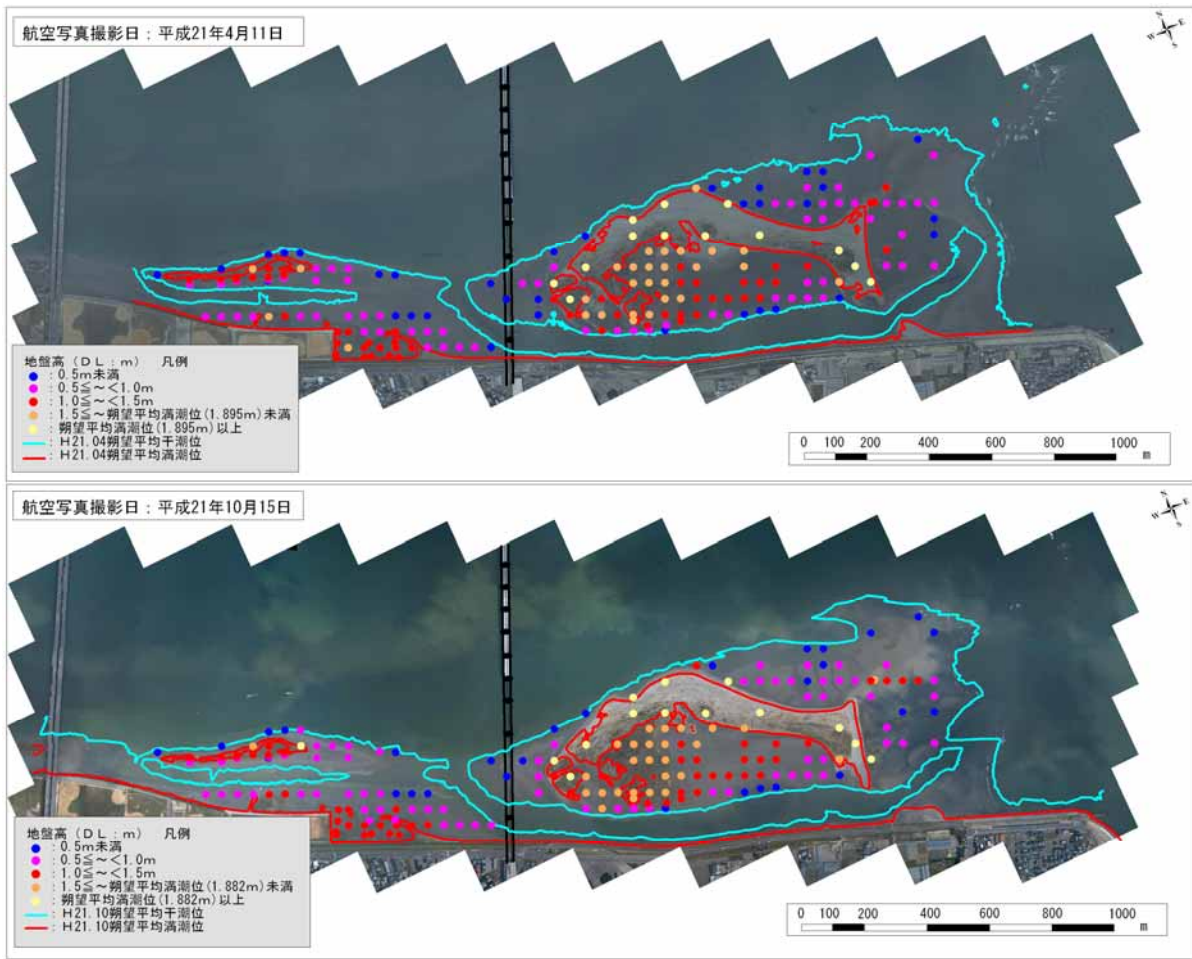 航空写真撮影日：平成21年4月11日
N
W
E
S
地盤高（ＤＬ：ｍ）　凡例
：0.5m未満
：0.5≦～<1.0m
：1.0≦～<1.5m
：1.5≦～朔望平均満潮位(1.895m)未満
：朔望平均満潮位(1.895m)以上
：Ｈ21.04朔望平均干潮位
：Ｈ21.04朔望平均満潮位
0 100 200 400 600 800 1000
m
航空写真撮影日：平成21年10月15日
N
W
E
S
地盤高（ＤＬ：ｍ）　凡例
：0.5m未満
：0.5≦～<1.0m
：1.0≦～<1.5m
：1.5≦～朔望平均満潮位(1.882m)未満
：朔望平均満潮位(1.882m)以上
：Ｈ21.10朔望平均干潮位
：Ｈ21.10朔望平均満潮位
0 100 200 400 600 800 1000
m